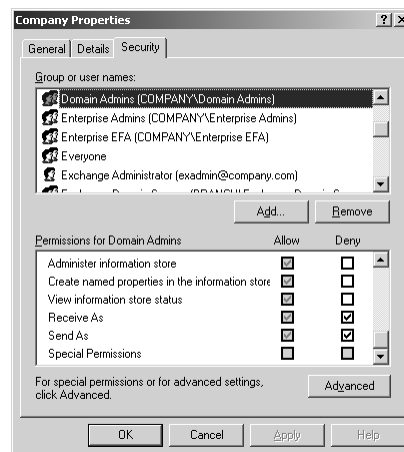 Company Properties
? X
General Details Security
Group or user names:
Domain Admins (COMPANY\Domain Admins)
Enterprise Admins (COMPANY\Enterprise Admins)
Enterprise EFA (COMPANY\Enterprise EFA)
Everyone
Exchange Administrator (exadmin@company.com)
Add... Remove
Permissions for Domain Admins Allow Deny
Administer information store
Create named properties in the information store
View information store status
Receive As
Send As
Special Permissions
For special permissions or for advanced settings,
click Advanced.
Advanced
OK Cancel Apply Help